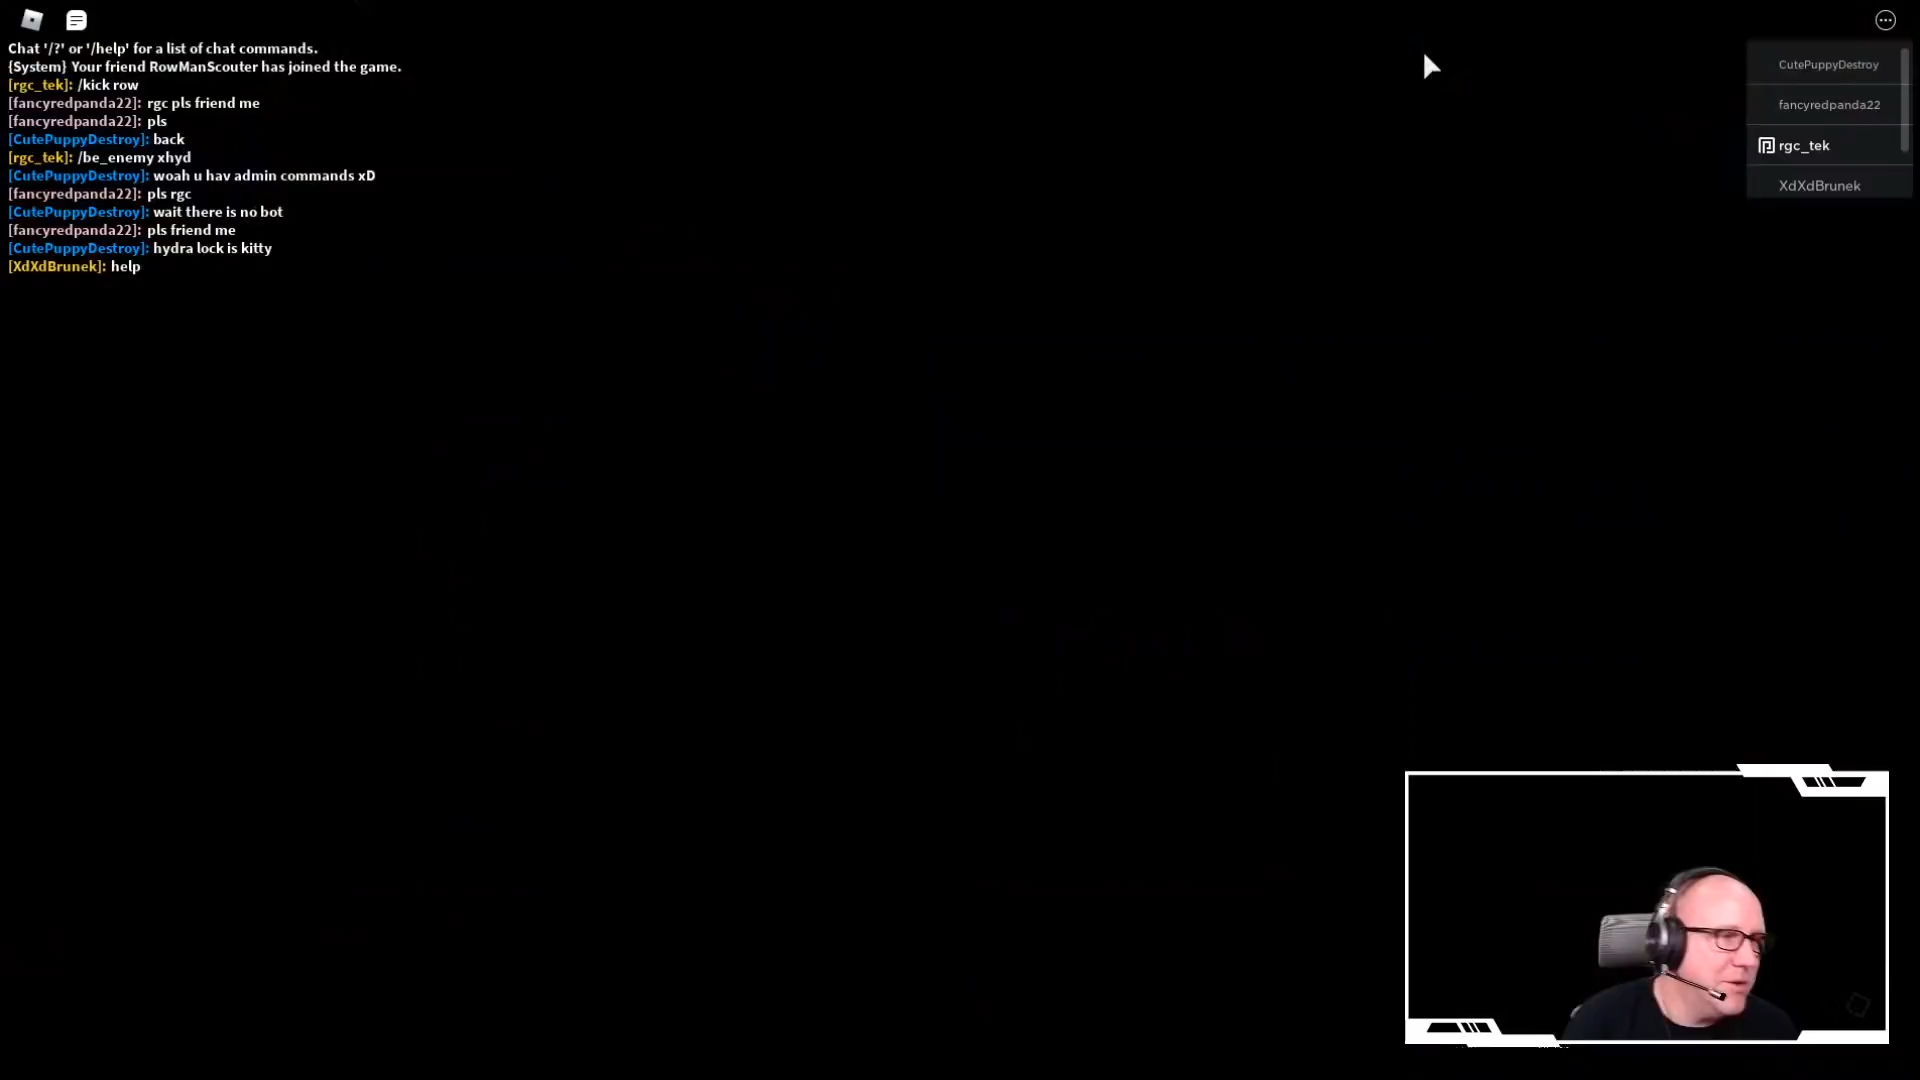 Chat '/?' or '/help' for a list of chat commands.
{System} Your friend RowManScouter has joined the game.
[rgc_tek]: /kick row
[fancyredpanda22]: rgc pls friend me
[fancyredpanda22]: pls
[CutePuppyDestroy]: back
[rgc_tek]: /be_enemy xhyd
[CutePuppyDestroy]: woah u hav admin commands xD
[fancyredpanda22]: pls rgc
[CutePuppyDestroy]: wait there is no bot
[fancyredpanda22]: pls friend me
[CutePuppyDestroy]: hydra lock is kitty
[XdXdBrunek]: help
CutePuppyDestroy
fancyredpanda22
rgc_tek
XdXdBrunek